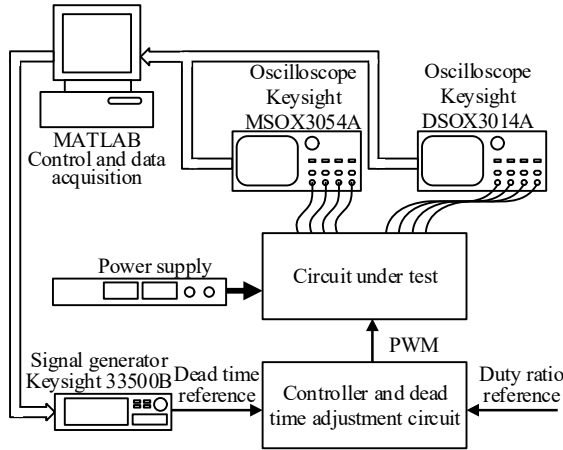 Oscilloscope
Keysight
MSOX3054A
Oscilloscope
Keysight
DSOX3014A
MATLAB
Control and data
acquisition
Power supply
Circuit under test
PWM
Signal generator
Keysight 33500B
Dead time
reference
Controller and dead
time adjustment circuit
Duty ratio
reference